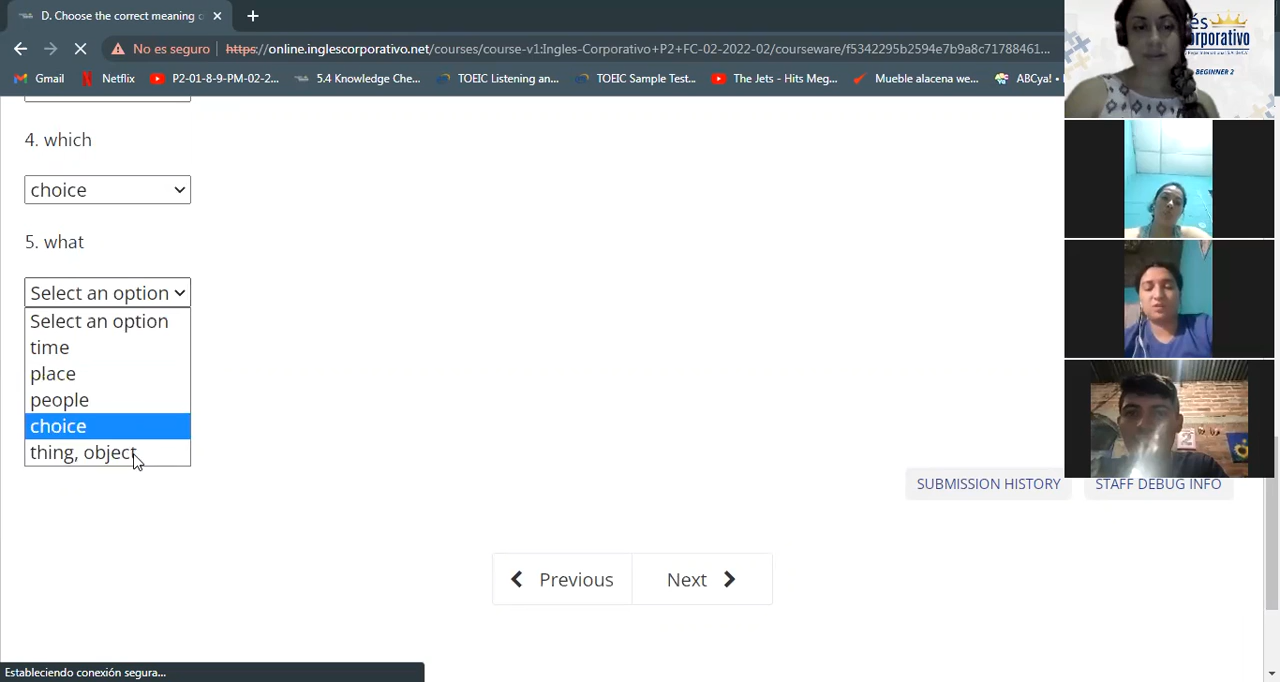 D. Choose the correct meaning
No es seguro
https://online.inglescorporativo.net/courses/course-v1:Ingles-Corporativo+P2+FC-02-2022-02/courseware/f5342295b2594e7b9a8c71788461...
Gmail
Netflix
P2-01-8-9-PM-02-2...
5.4 Knowledge Che...
TOEIC Listening an...
TOEIC Sample Test...
The Jets - Hits Meg...
Mueble alacena we...
ABCya! •
és
Corporativo
BEGINNER 2
4. which
choice
5. what
Select an option
Select an option
time
place
people
choice
thing, object
SUBMISSION HISTORY
STAFF DEBUG INFO
Previous
Next
Estableciendo conexión segura...